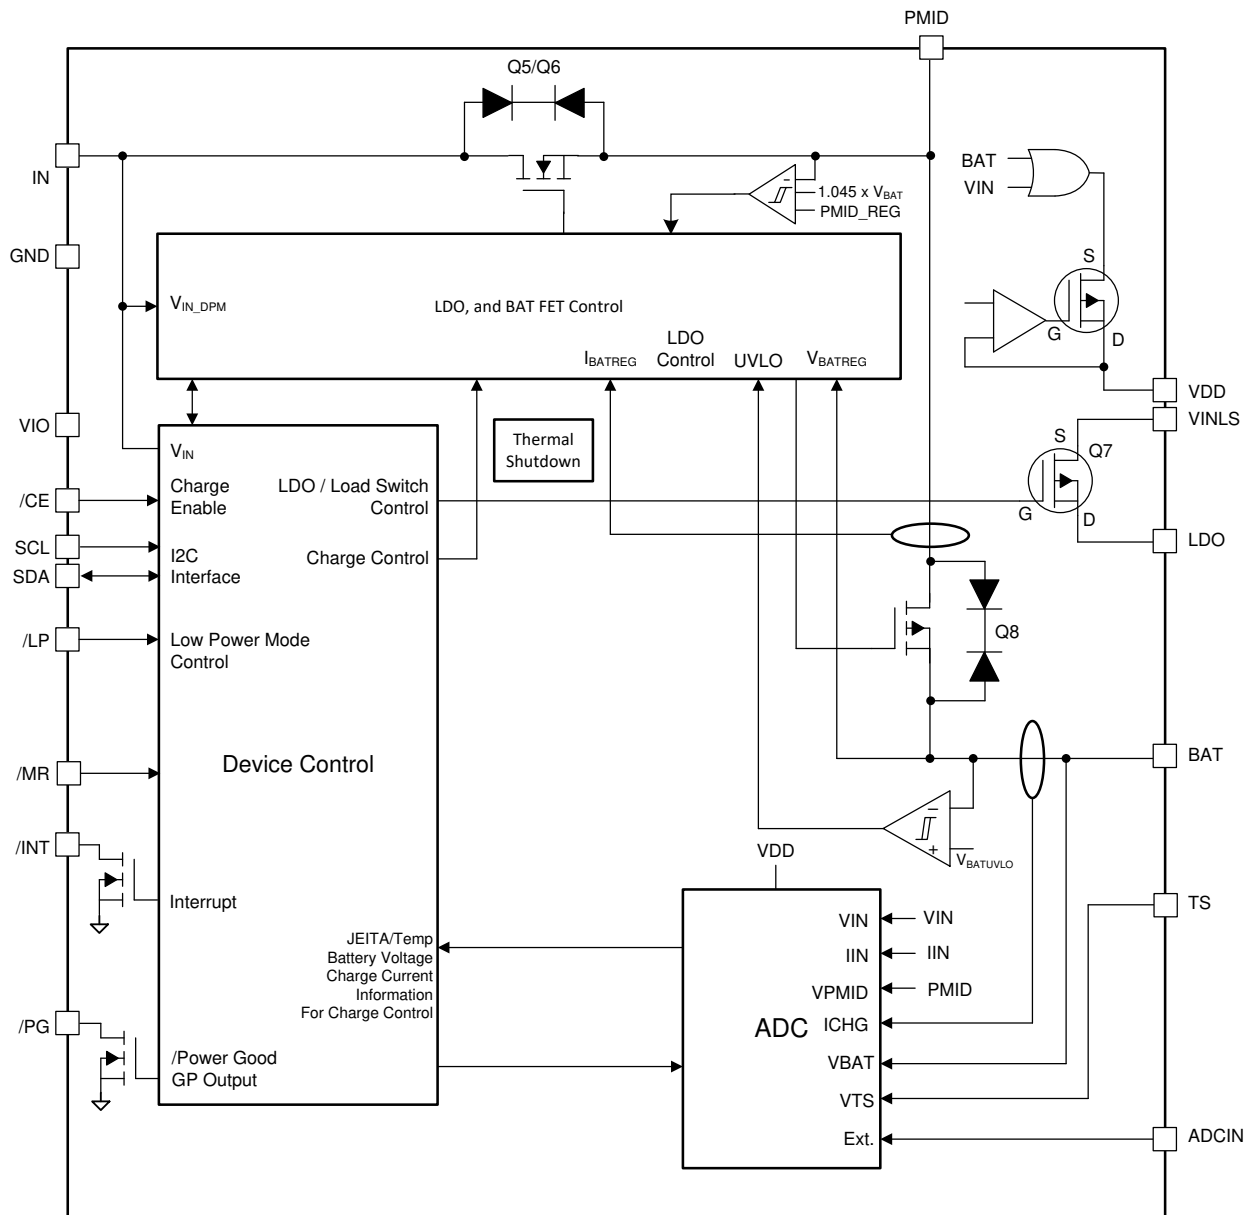 PMID
Q5/Q6
IN
BAT
VIN
-
1.045 x VBAT
PMID_REG
GND
S
VIN_DPM
LDO, and BAT FET Control
G
D
LDO
Control
IBATREG
UVLO
VBATREG
VDD
VIO
VINLS
Thermal
Shutdown
S
Q7
VIN
/CE
Charge
Enable
LDO / Load Switch
Control
G
D
SCL
LDO
SDA
I2C
Interface
Charge Control
/LP
Low Power Mode
Control
Q8
/MR
Device Control
BAT
-
+
VBATUVLO
/INT
VDD
Interrupt
TS
VIN
VIN
JEITA/Temp
Battery Voltage
Charge Current
Information
For Charge Control
IIN
IIN
VPMID
PMID
/PG
ADC
ICHG
/Power Good
GP Output
VBAT
VTS
Ext.
ADCIN